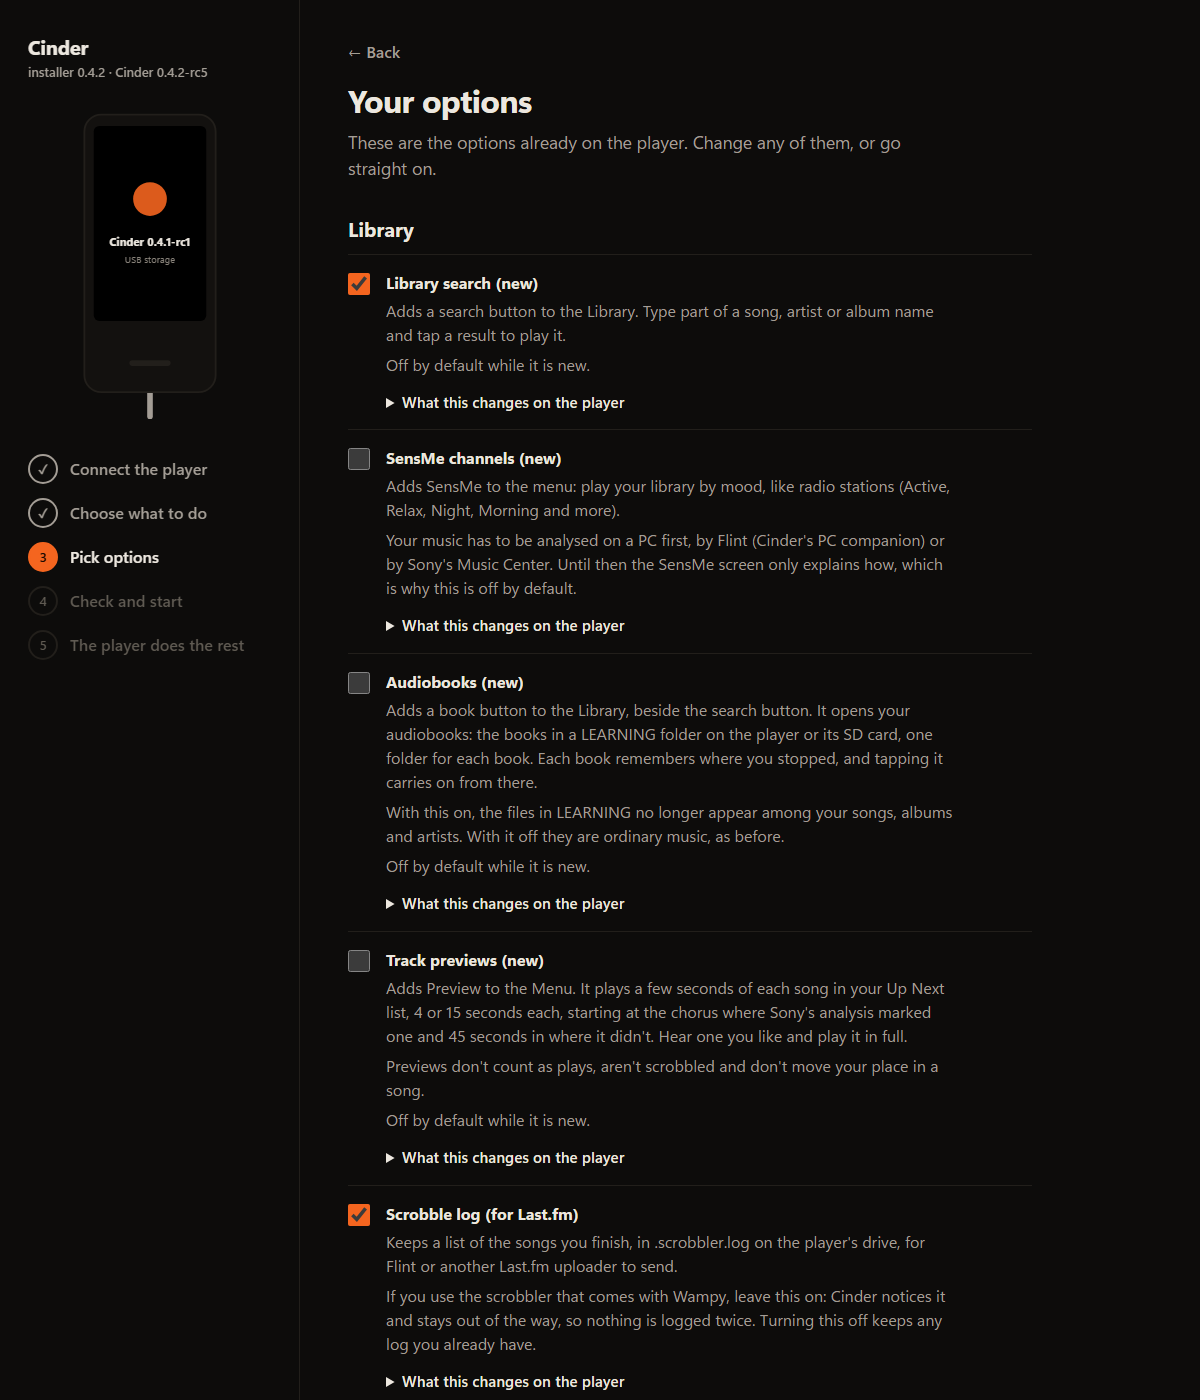 Cinder
installer 0.4.2 · Cinder 0.4.2-rc5
Cinder 0.4.1-rc1
USB storage
✓ Connect the player
✓ Choose what to do
3 Pick options
4 Check and start
5 The player does the rest
← Back
Your options
These are the options already on the player. Change any of them, or go
straight on.
Library
Library search (new)
Adds a search button to the Library. Type part of a song, artist or album name
and tap a result to play it.
Off by default while it is new.
▶ What this changes on the player
SensMe channels (new)
Adds SensMe to the menu: play your library by mood, like radio stations (Active,
Relax, Night, Morning and more).
Your music has to be analysed on a PC first, by Flint (Cinder's PC companion) or
by Sony's Music Center. Until then the SensMe screen only explains how, which
is why this is off by default.
▶ What this changes on the player
Audiobooks (new)
Adds a book button to the Library, beside the search button. It opens your
audiobooks: the books in a LEARNING folder on the player or its SD card, one
folder for each book. Each book remembers where you stopped, and tapping it
carries on from there.
With this on, the files in LEARNING no longer appear among your songs, albums
and artists. With it off they are ordinary music, as before.
Off by default while it is new.
▶ What this changes on the player
Track previews (new)
Adds Preview to the Menu. It plays a few seconds of each song in your Up Next
list, 4 or 15 seconds each, starting at the chorus where Sony's analysis marked
one and 45 seconds in where it didn't. Hear one you like and play it in full.
Previews don't count as plays, aren't scrobbled and don't move your place in a
song.
Off by default while it is new.
▶ What this changes on the player
Scrobble log (for Last.fm)
Keeps a list of the songs you finish, in .scrobbler.log on the player's drive, for
Flint or another Last.fm uploader to send.
If you use the scrobbler that comes with Wampy, leave this on: Cinder notices it
and stays out of the way, so nothing is logged twice. Turning this off keeps any
log you already have.
▶ What this changes on the player